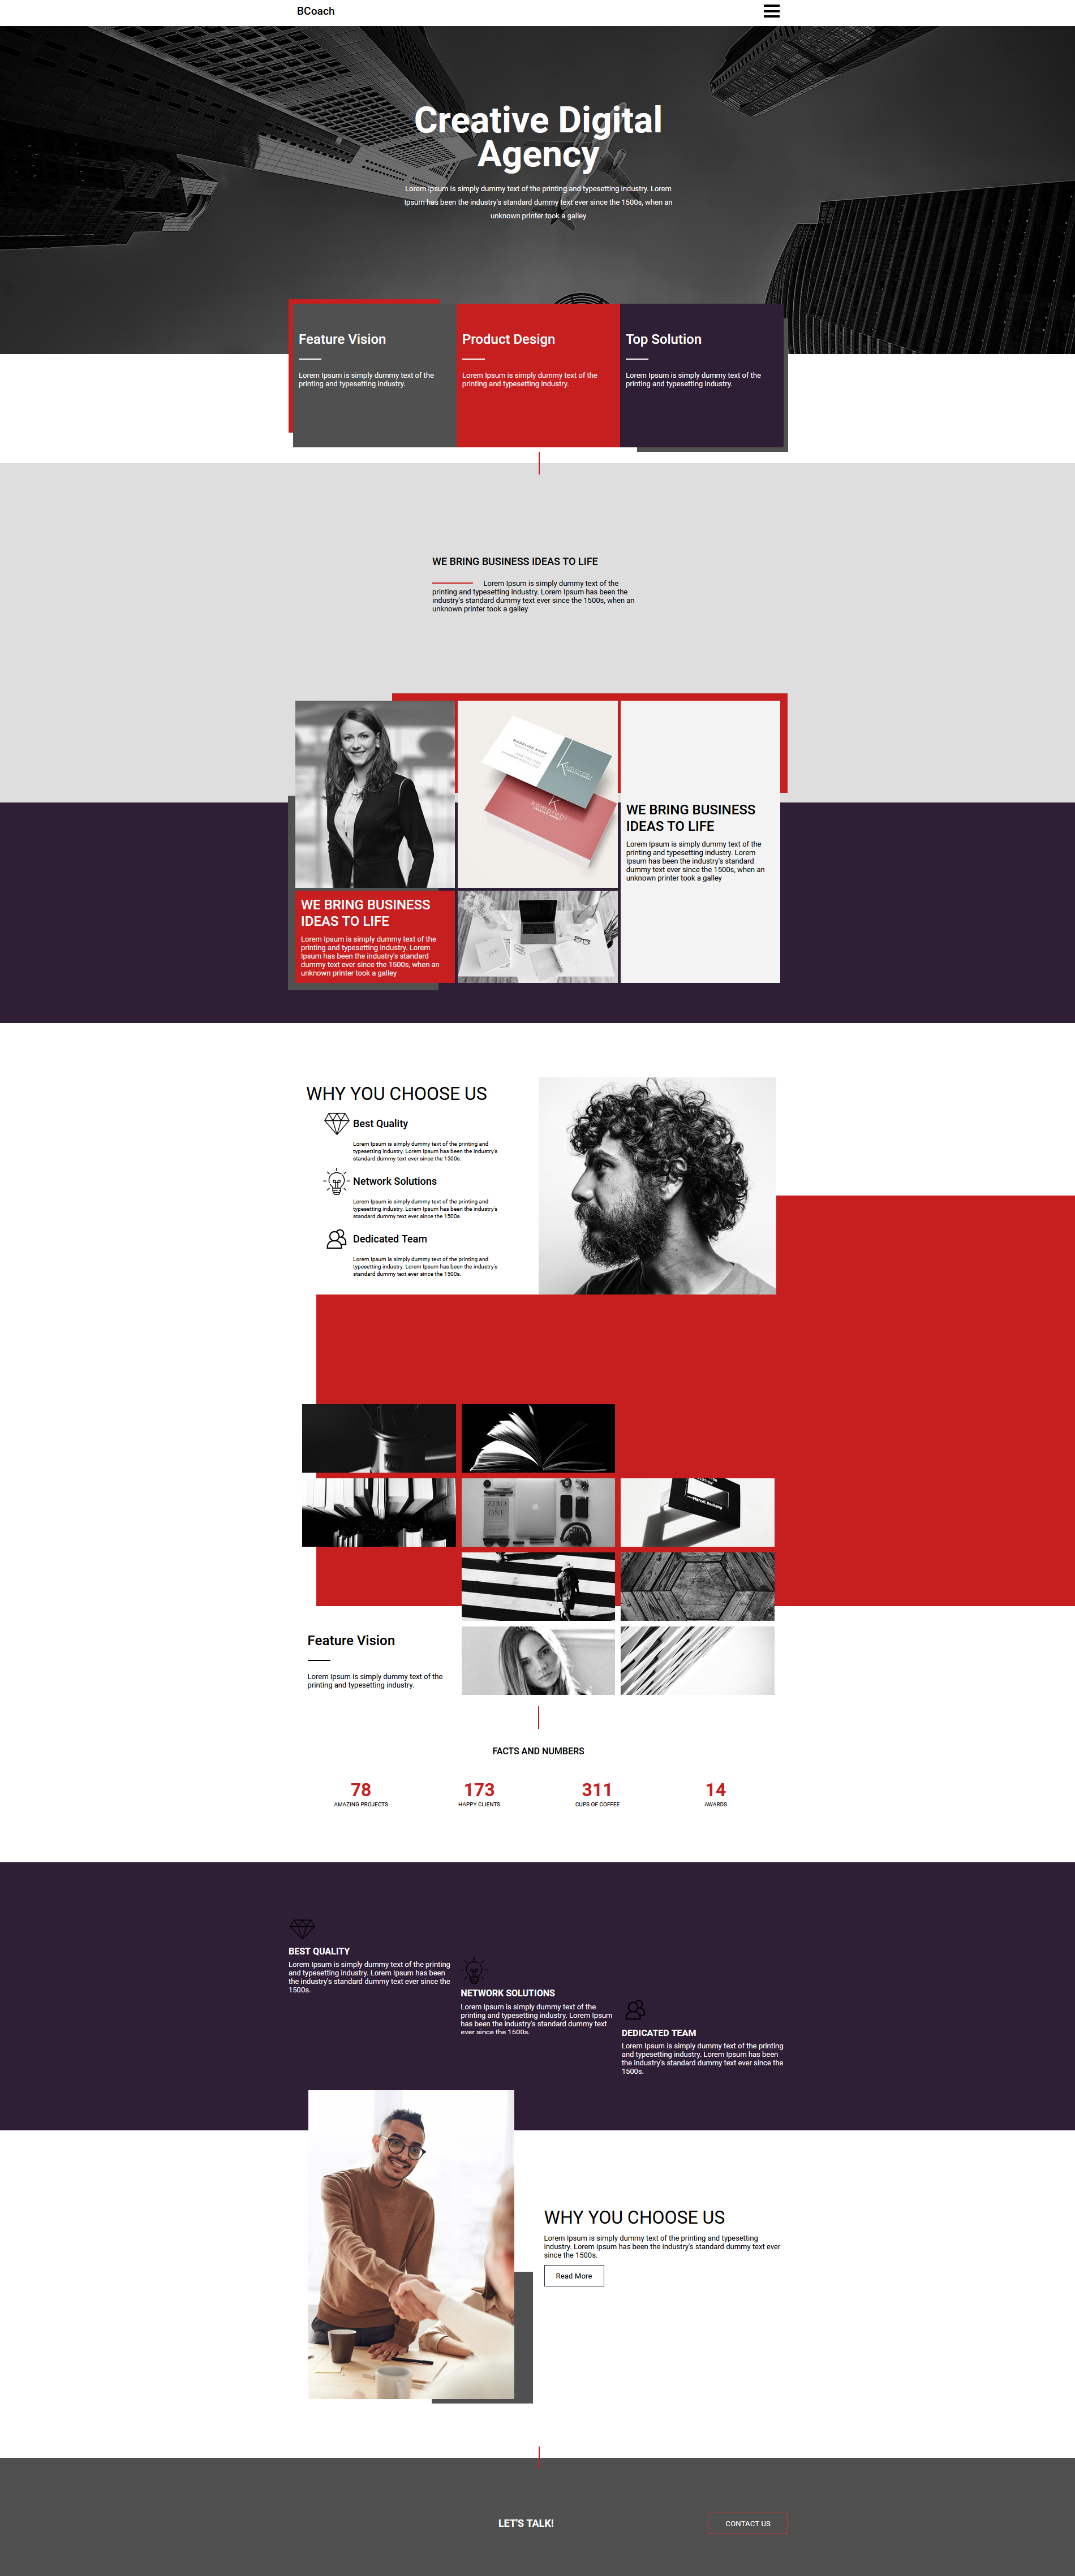 BCoach
Creative Digital
Agency
Lorem Ipsum is simply dummy text of the printing and typesetting industry. Lorem
Ipsum has been the industry's standard dummy text ever since the 1500s, when an
unknown printer took a galley
Feature Vision
Lorem Ipsum is simply dummy text of the
printing and typesetting industry.
Product Design
Lorem Ipsum is simply dummy text of the
printing and typesetting industry.
Top Solution
Lorem Ipsum is simply dummy text of the
printing and typesetting industry.
WE BRING BUSINESS IDEAS TO LIFE
Lorem Ipsum is simply dummy text of the
printing and typesetting industry. Lorem Ipsum has been the
industry's standard dummy text ever since the 1500s, when an
unknown printer took a galley
komorebi
komorebi
WE BRING BUSINESS
IDEAS TO LIFE
Lorem Ipsum is simply dummy text of the
printing and typesetting industry. Lorem
Ipsum has been the industry's standard
dummy text ever since the 1500s, when an
unknown printer took a galley
WE BRING BUSINESS
IDEAS TO LIFE
Lorem Ipsum is simply dummy text of the
printing and typesetting industry. Lorem
Ipsum has been the industry's standard
dummy text ever since the 1500s, when an
unknown printer took a galley
WHY YOU CHOOSE US
Best Quality
Lorem Ipsum is simply dummy text of the printing and
typesetting industry. Lorem Ipsum has been the industry's
standard dummy text ever since the 1500s.
Network Solutions
Lorem Ipsum is simply dummy text of the printing and
typesetting industry. Lorem Ipsum has been the industry's
standard dummy text ever since the 1500s.
Dedicated Team
Lorem Ipsum is simply dummy text of the printing and
typesetting industry. Lorem Ipsum has been the industry's
standard dummy text ever since the 1500s.
ZERO
ONE
Feature Vision
Lorem Ipsum is simply dummy text of the
printing and typesetting industry.
FACTS AND NUMBERS
78
AMAZING PROJECTS
173
HAPPY CLIENTS
311
CUPS OF COFFEE
14
AWARDS
BEST QUALITY
Lorem Ipsum is simply dummy text of the printing
and typesetting industry. Lorem Ipsum has been
the industry's standard dummy text ever since the
1500s.
NETWORK SOLUTIONS
Lorem Ipsum is simply dummy text of the
printing and typesetting industry. Lorem Ipsum
has been the industry's standard dummy text
ever since the 1500s.
DEDICATED TEAM
Lorem Ipsum is simply dummy text of the printing
and typesetting industry. Lorem Ipsum has been
the industry's standard dummy text ever since the
1500s.
WHY YOU CHOOSE US
Lorem Ipsum is simply dummy text of the printing and typesetting
industry. Lorem Ipsum has been the industry's standard dummy text ever
since the 1500s.
Read More
LET'S TALK!
CONTACT US